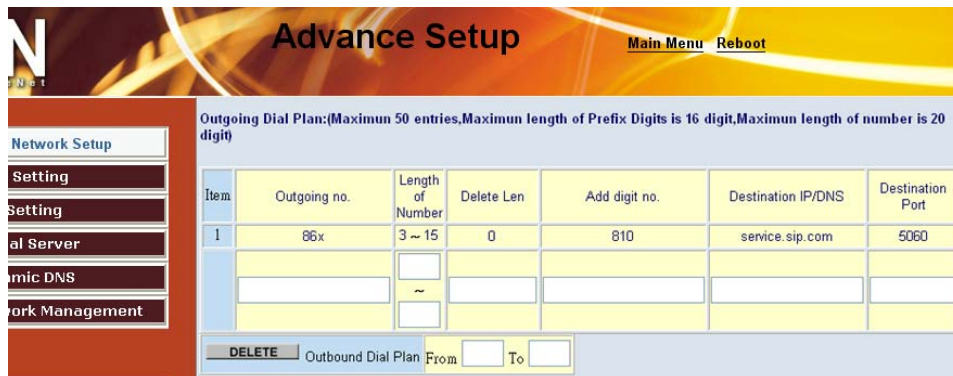 N
Advance Setup
Main Menu Reboot
Outgoing Dial Plan:(Maximun 50 entries,Maximun length of Prefix Digits is 16 digit,Maximun length of number is 20
digit)
Network Setup
Setting
Setting
al Server
amic DNS
ork Management
Item Outgoing no. Length of Number Delete Len Add digit no. Destination IP/DNS Destination Port
1 86x 3 ~ 15 0 810 service.sip.com 5060
~
DELETE Outbound Dial Plan From To